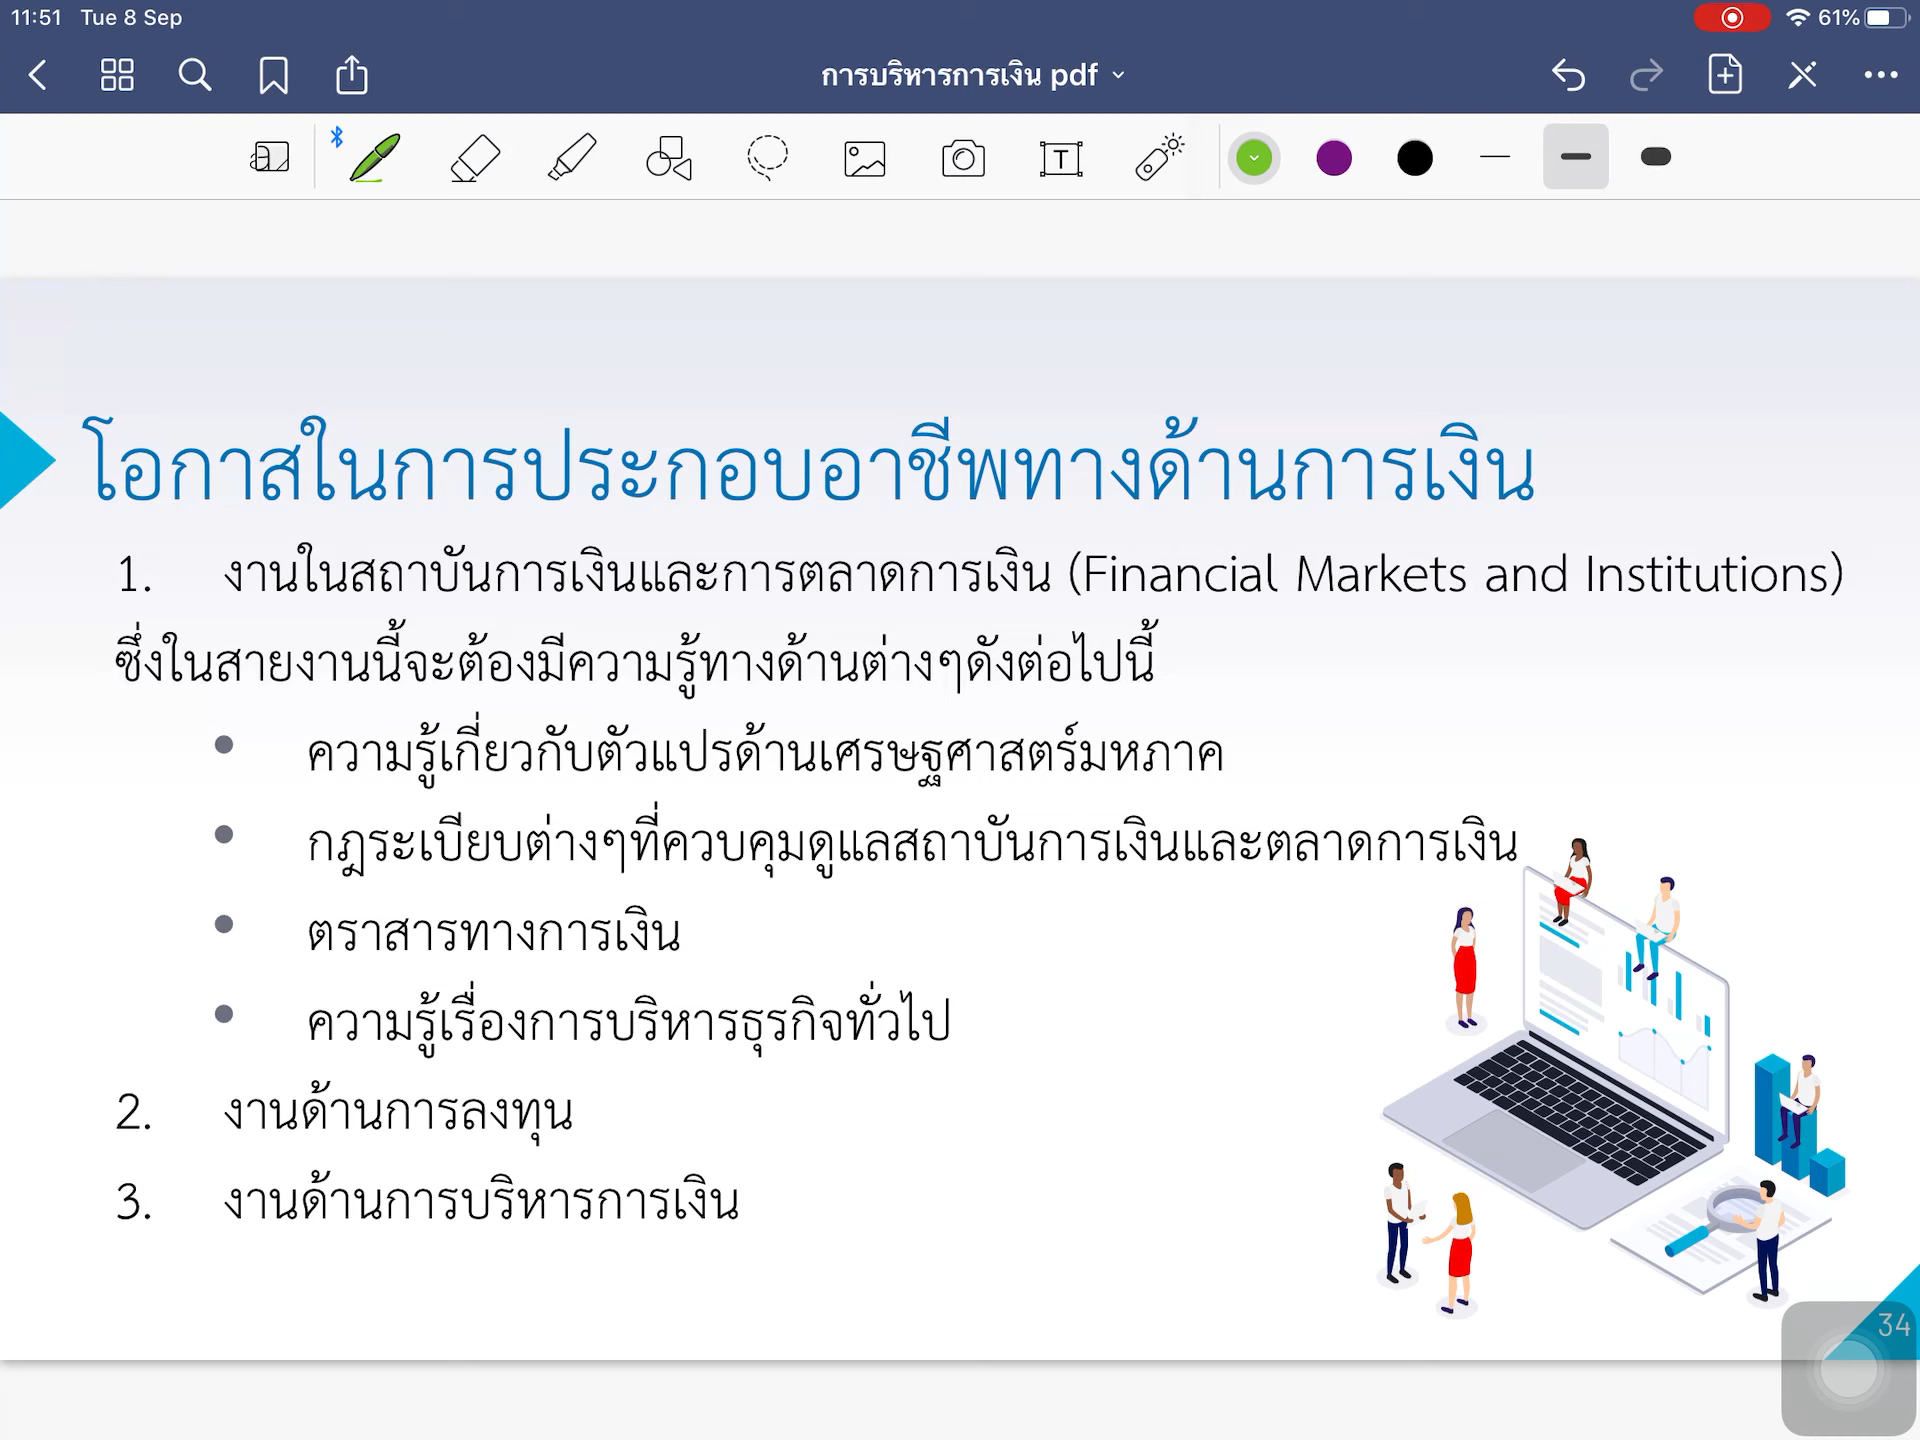 11:51 Tue 8 Sep 61%
การบริหารการเงิน pdf
โอกาสในการประกอบอาชีพทางด้านการเงิน
1. งานในสถาบันการเงินและการตลาดการเงิน (Financial Markets and Institutions)
ซึ่งในสายงานนี้จะต้องมีความรู้ทางด้านต่างๆดังต่อไปนี้
• ความรู้เกี่ยวกับตัวแปรด้านเศรษฐศาสตร์มหภาค
• กฎระเบียบต่างๆที่ควบคุมดูแลสถาบันการเงินและตลาดการเงิน
• ตราสารทางการเงิน
• ความรู้เรื่องการบริหารธุรกิจทั่วไป
2. งานด้านการลงทุน
3. งานด้านการบริหารการเงิน
34